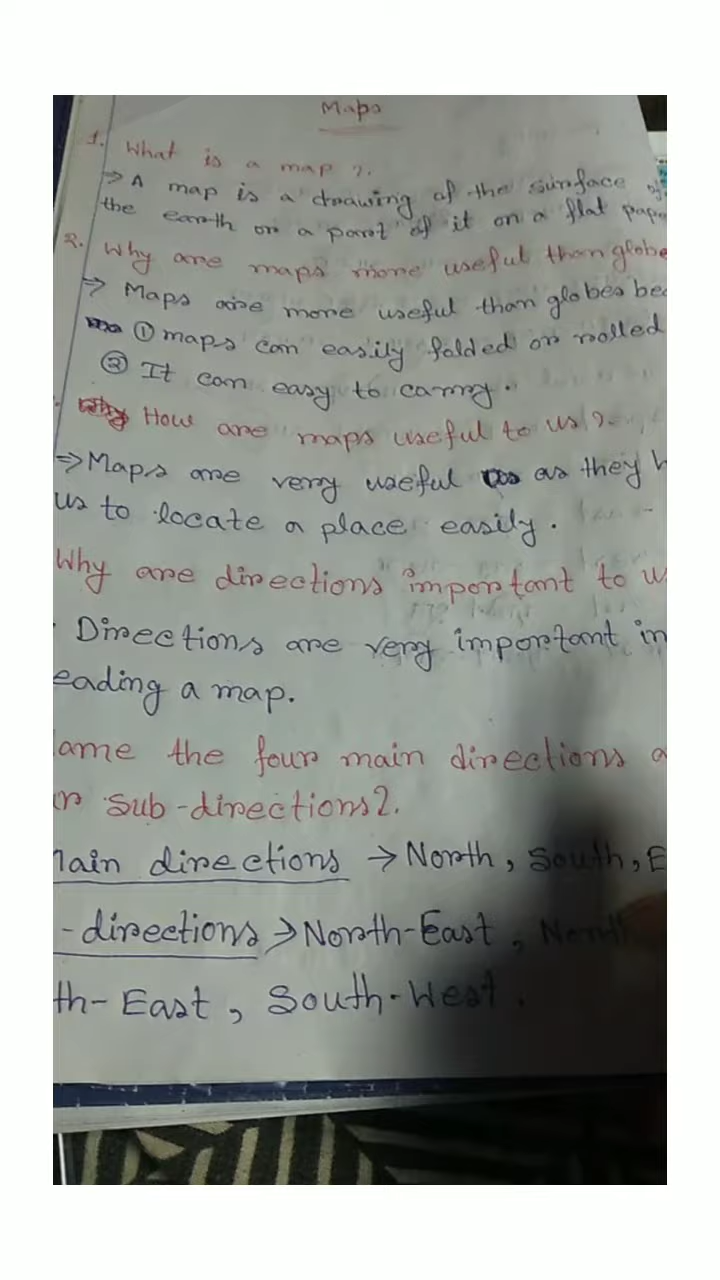 Maps
1. What is a map ?.
→ A map is a drawing of the surface of
the earth or a part of it on a flat pape
2. Why are maps more useful than globe
→ Maps are more useful than globes bec
① maps can easily folded or rolled
② It can easy to carry.
How are maps useful to us ?.
→ Maps are very useful as they h
us to locate a place easily.
Why are directions important to u
Directions are very important in
eading a map.
ame the four main directions a
ir sub-directions?.
Main directions → North, South, E
-directions → North-East, North
th-East, South-West.